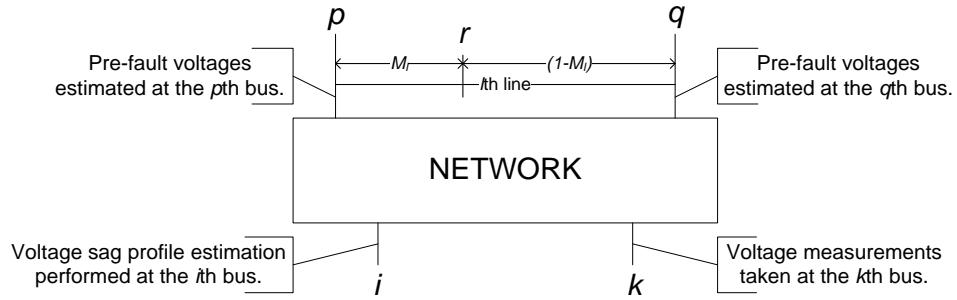 p
r
q
Pre-fault voltages
estimated at the pth bus.
Mₗ
(1-Mₗ)
lth line
Pre-fault voltages
estimated at the qth bus.
NETWORK
Voltage sag profile estimation
performed at the ith bus.
Voltage measurements
taken at the kth bus.
i
k